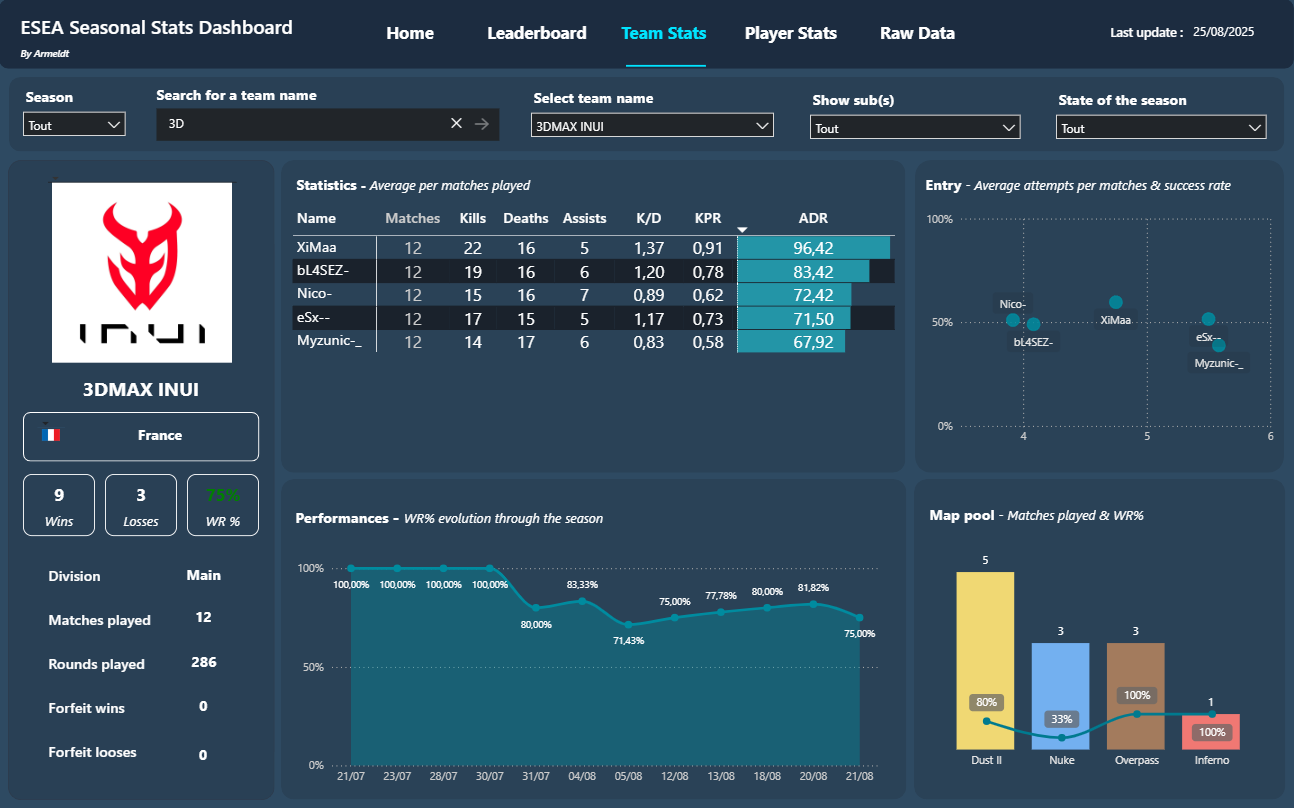 ESEA Seasonal Stats Dashboard
By Armeldt
Home Leaderboard Team Stats Player Stats Raw Data
Last update : 25/08/2025
Season
Tout
Search for a team name
3D
Select team name
3DMAX INUI
Show sub(s)
Tout
State of the season
Tout
INUI
3DMAX INUI
France
9 3 75%
Wins Losses WR %
Division Main
Matches played 12
Rounds played 286
Forfeit wins 0
Forfeit looses 0
Statistics - Average per matches played
Name Matches Kills Deaths Assists K/D KPR ADR
XiMaa 12 22 16 5 1,37 0,91 96,42
bL4SEZ- 12 19 16 6 1,20 0,78 83,42
Nico- 12 15 16 7 0,89 0,62 72,42
eSx-- 12 17 15 5 1,17 0,73 71,50
Myzunic-_ 12 14 17 6 0,83 0,58 67,92
Entry - Average attempts per matches & success rate
100%
Nico-
XiMaa
50%
eSx--
bL4SEZ-
Myzunic-_
0%
4 5 6
Performances - WR% evolution through the season
100%
100,00% 100,00% 100,00% 100,00% 80,00% 83,33% 71,43% 75,00% 77,78% 80,00% 81,82% 75,00%
50%
0%
21/07 23/07 28/07 30/07 31/07 04/08 05/08 12/08 13/08 18/08 20/08 21/08
Map pool - Matches played & WR%
5 3 3 1
80% 33% 100% 100%
Dust II Nuke Overpass Inferno